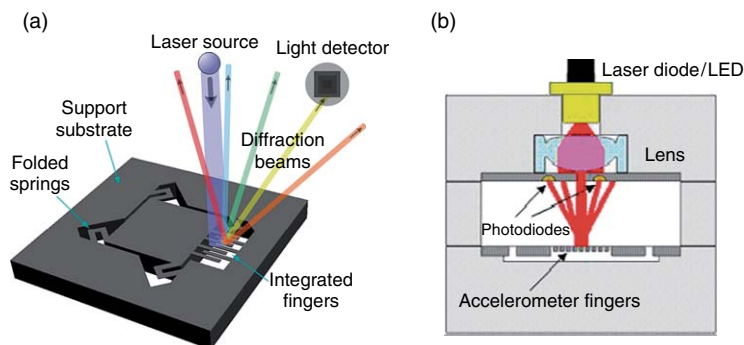 (a)
Laser source
Light detector
Support
substrate
Diffraction
beams
Folded
springs
Integrated
fingers
(b)
Laser diode/LED
Lens
Photodiodes
Accelerometer fingers